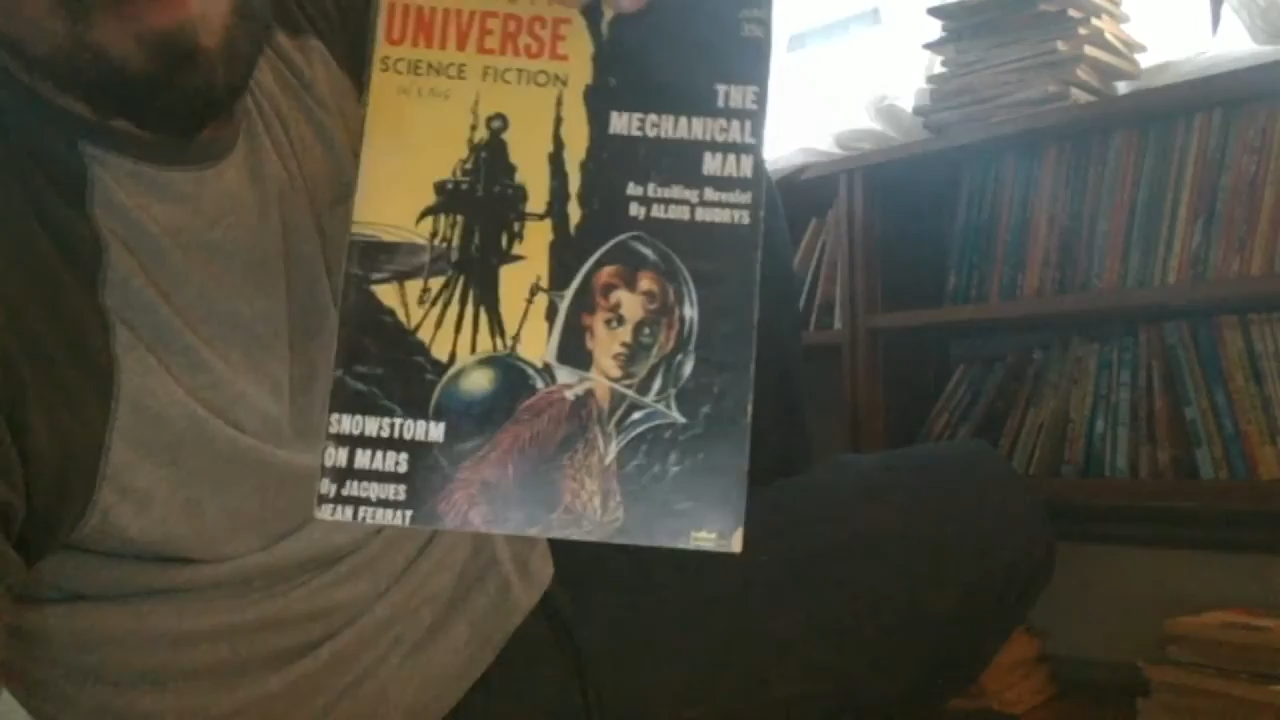 UNIVERSE
SCIENCE FICTION
35¢
THE
MECHANICAL
MAN
An Exciting Novelet
By ALGIS BUDRYS
SNOWSTORM
ON MARS
By JACQUES
JEAN FERRAT